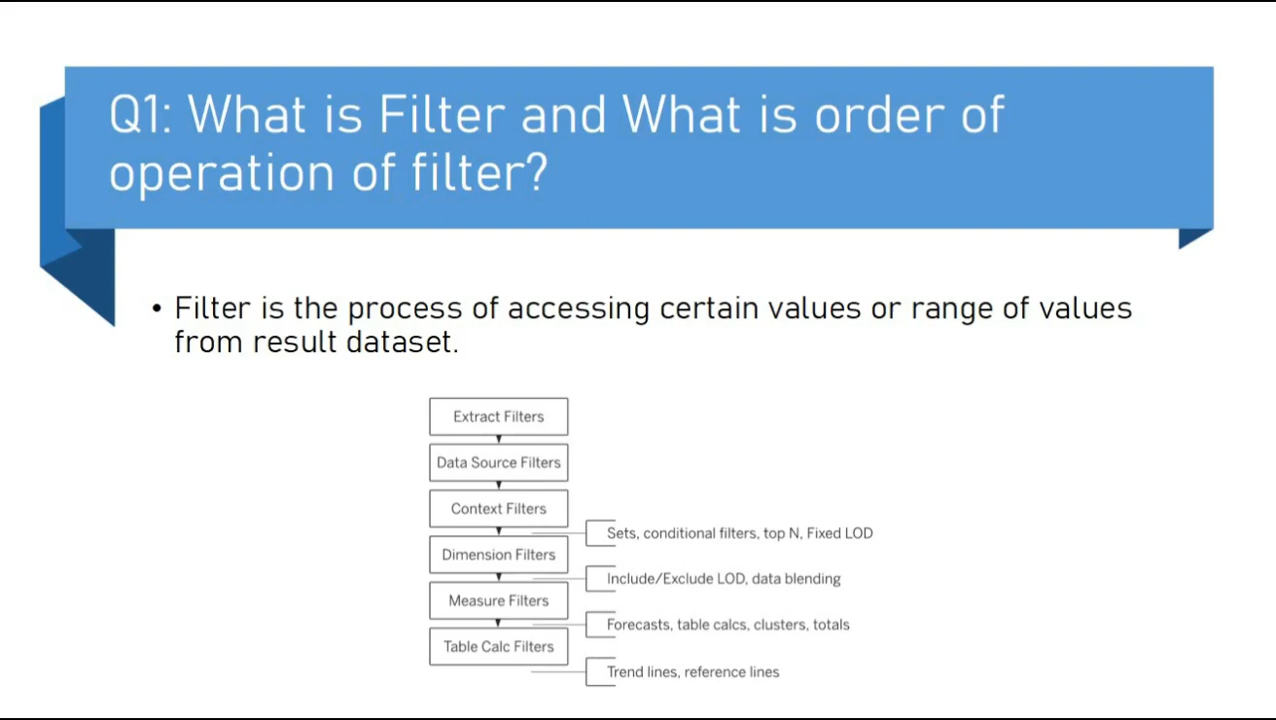 Q1: What is Filter and What is order of
operation of filter?
• Filter is the process of accessing certain values or range of values
from result dataset.
Extract Filters
Data Source Filters
Context Filters
Sets, conditional filters, top N, Fixed LOD
Dimension Filters
Include/Exclude LOD, data blending
Measure Filters
Forecasts, table calcs, clusters, totals
Table Calc Filters
Trend lines, reference lines